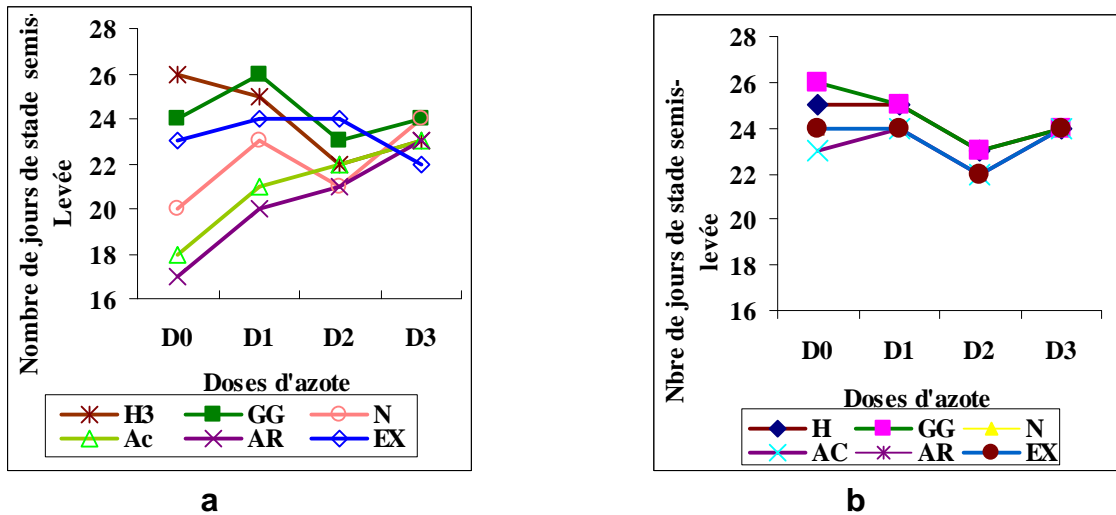 Nombre de jours de stade semis-
Levée
28
26
24
22
20
18
16
D0 D1 D2 D3
Doses d'azote
H3 GG N
Ac AR EX
a
Nbre de jours de stade semis-
levée
28
26
24
22
20
18
16
D0 D1 D2 D3
Doses d'azote
H GG N
AC AR EX
b